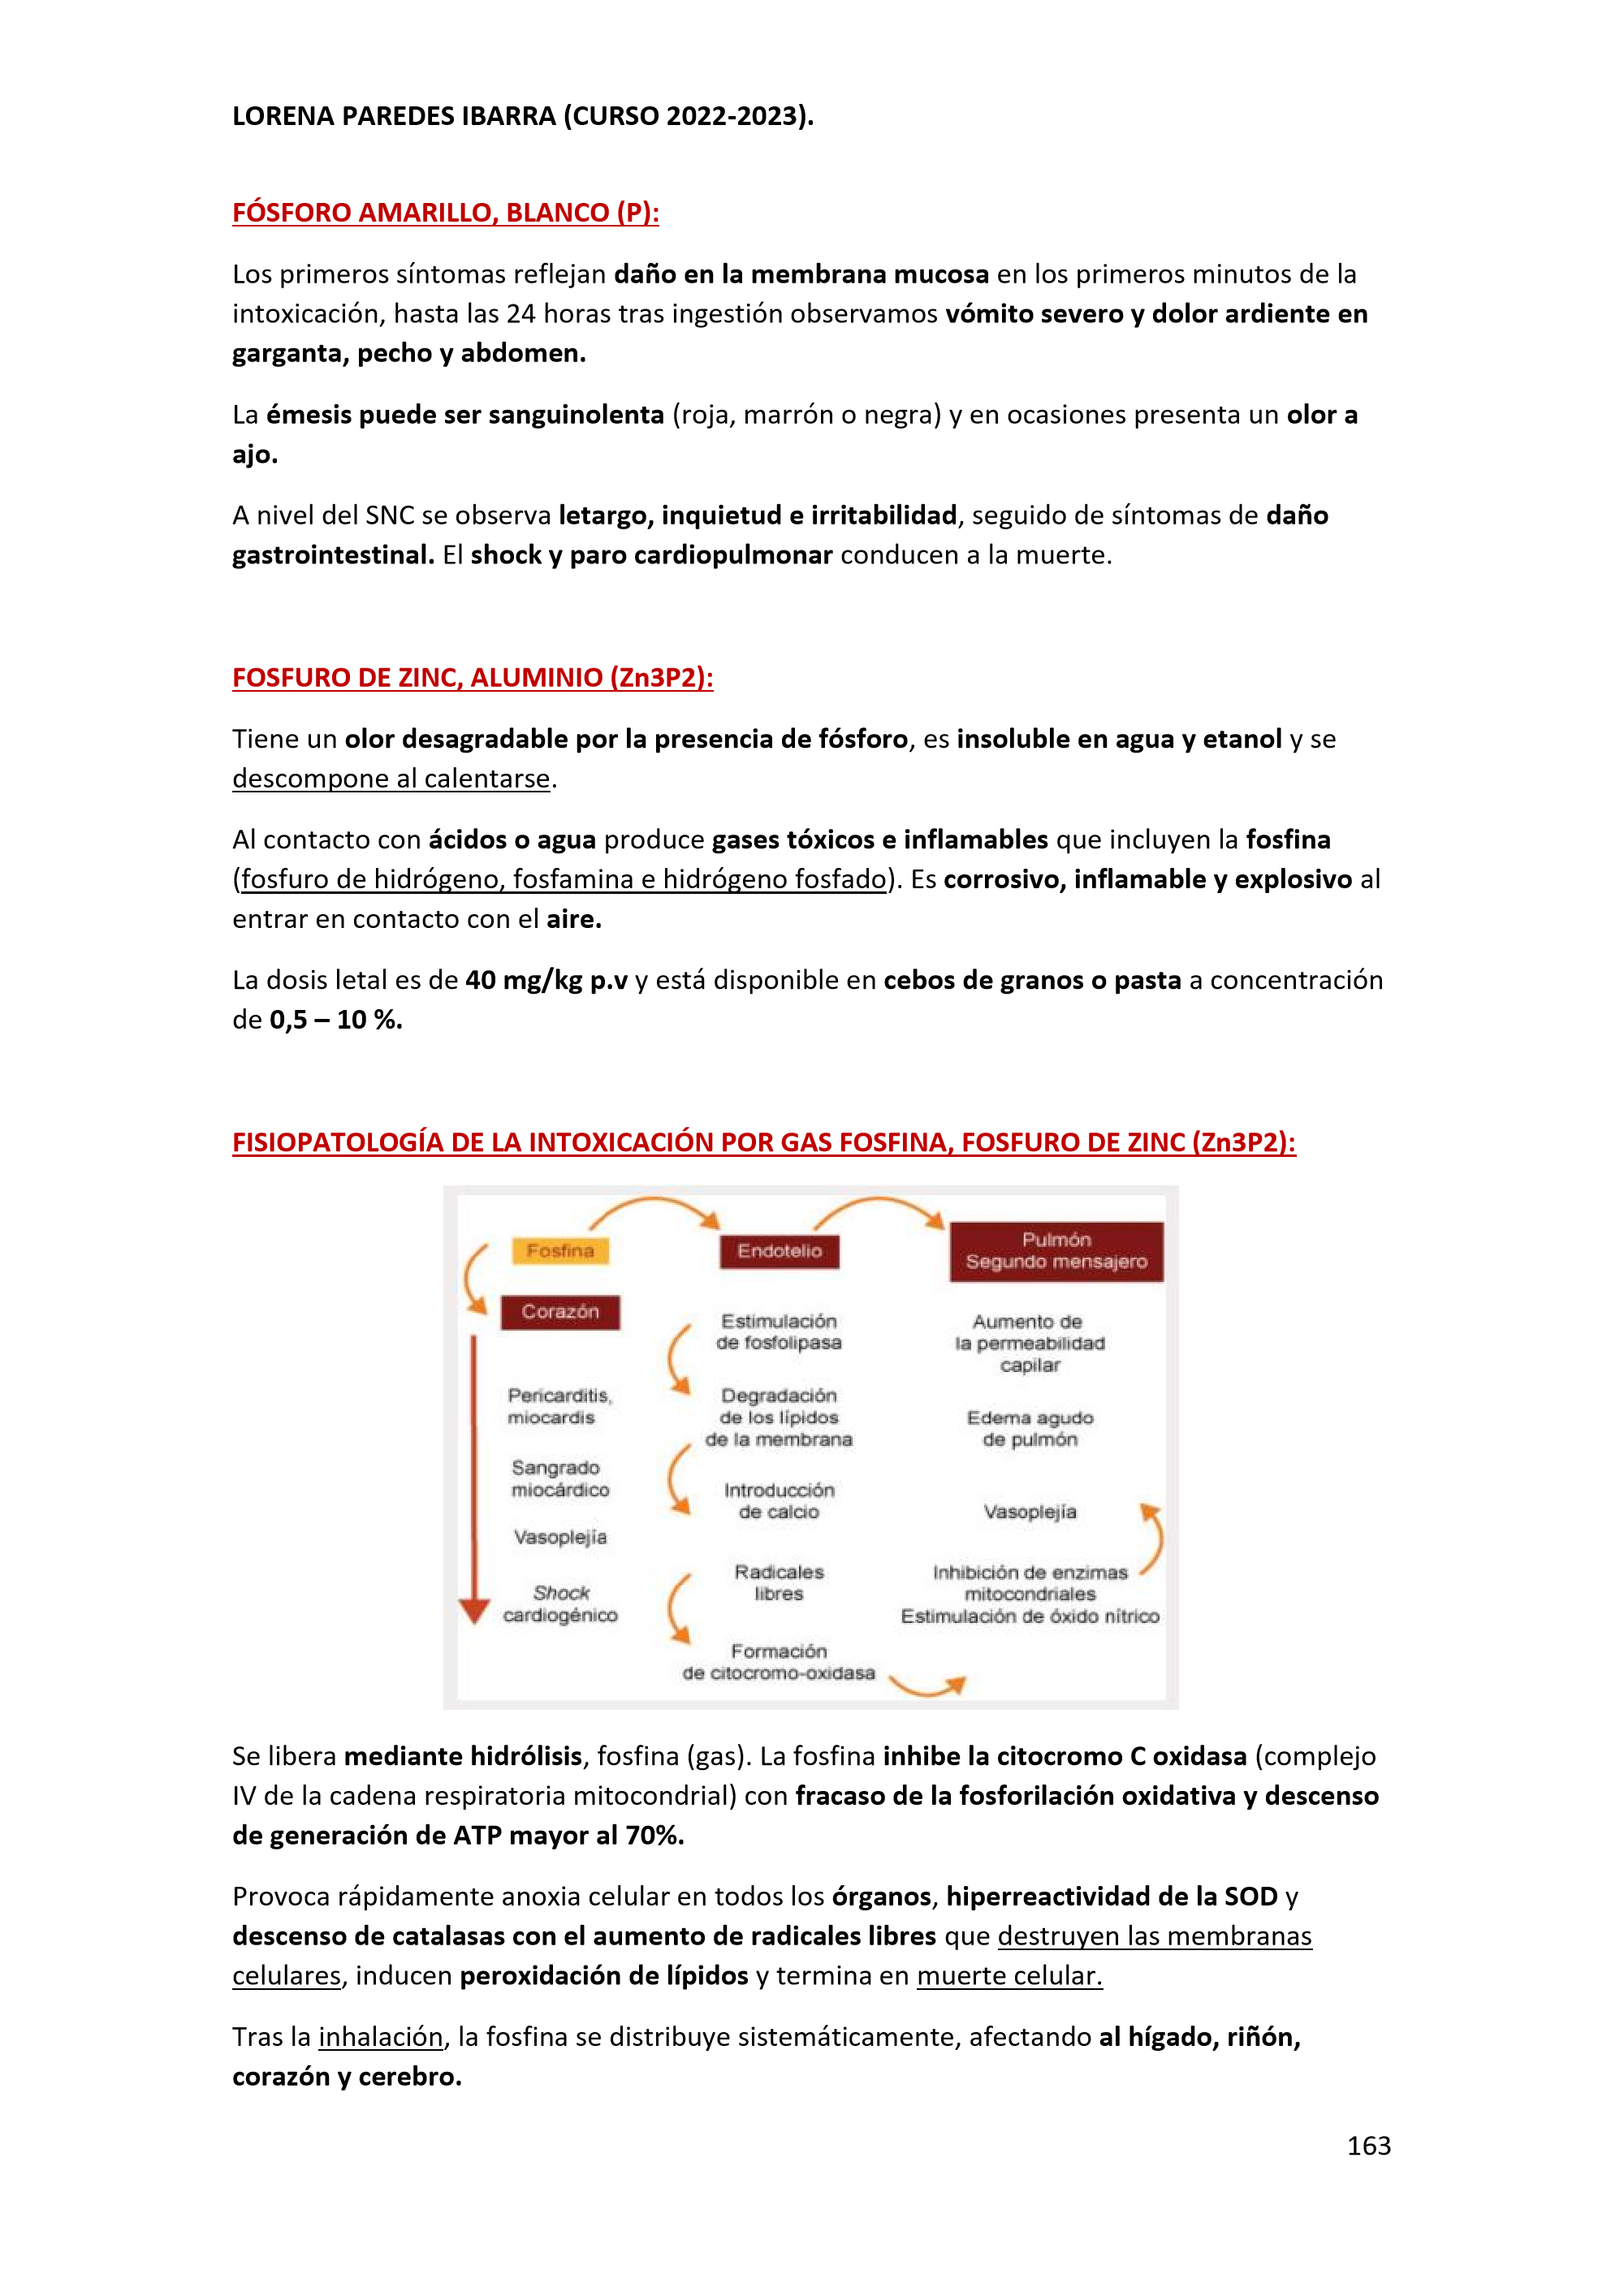 LORENA PAREDES IBARRA (CURSO 2022-2023).
FÓSFORO AMARILLO, BLANCO (P):
Los primeros síntomas reflejan daño en la membrana mucosa en los primeros minutos de la
intoxicación, hasta las 24 horas tras ingestión observamos vómito severo y dolor ardiente en
garganta, pecho y abdomen.
La émesis puede ser sanguinolenta (roja, marrón o negra) y en ocasiones presenta un olor a
ajo.
A nivel del SNC se observa letargo, inquietud e irritabilidad, seguido de síntomas de daño
gastrointestinal. El shock y paro cardiopulmonar conducen a la muerte.
FOSFURO DE ZINC, ALUMINIO (Zn3P2):
Tiene un olor desagradable por la presencia de fósforo, es insoluble en agua y etanol y se
descompone al calentarse.
Al contacto con ácidos o agua produce gases tóxicos e inflamables que incluyen la fosfina
(fosfuro de hidrógeno, fosfamina e hidrógeno fosfado). Es corrosivo, inflamable y explosivo al
entrar en contacto con el aire.
La dosis letal es de 40 mg/kg p.v y está disponible en cebos de granos o pasta a concentración
de 0,5 – 10 %.
FISIOPATOLOGÍA DE LA INTOXICACIÓN POR GAS FOSFINA, FOSFURO DE ZINC (Zn3P2):
Fosfina
Corazón
Pericarditis,
miocardis
Sangrado
miocárdico
Vasoplejía
Shock
cardiogénico
Endotelio
Estimulación
de fosfolipasa
Degradación
de los lípidos
de la membrana
Introducción
de calcio
Radicales
libres
Formación
de citocromo-oxidasa
Pulmón
Segundo mensajero
Aumento de
la permeabilidad
capilar
Edema agudo
de pulmón
Vasoplejía
Inhibición de enzimas
mitocondriales
Estimulación de óxido nítrico
Se libera mediante hidrólisis, fosfina (gas). La fosfina inhibe la citocromo C oxidasa (complejo
IV de la cadena respiratoria mitocondrial) con fracaso de la fosforilación oxidativa y descenso
de generación de ATP mayor al 70%.
Provoca rápidamente anoxia celular en todos los órganos, hiperreactividad de la SOD y
descenso de catalasas con el aumento de radicales libres que destruyen las membranas
celulares, inducen peroxidación de lípidos y termina en muerte celular.
Tras la inhalación, la fosfina se distribuye sistemáticamente, afectando al hígado, riñón,
corazón y cerebro.
163